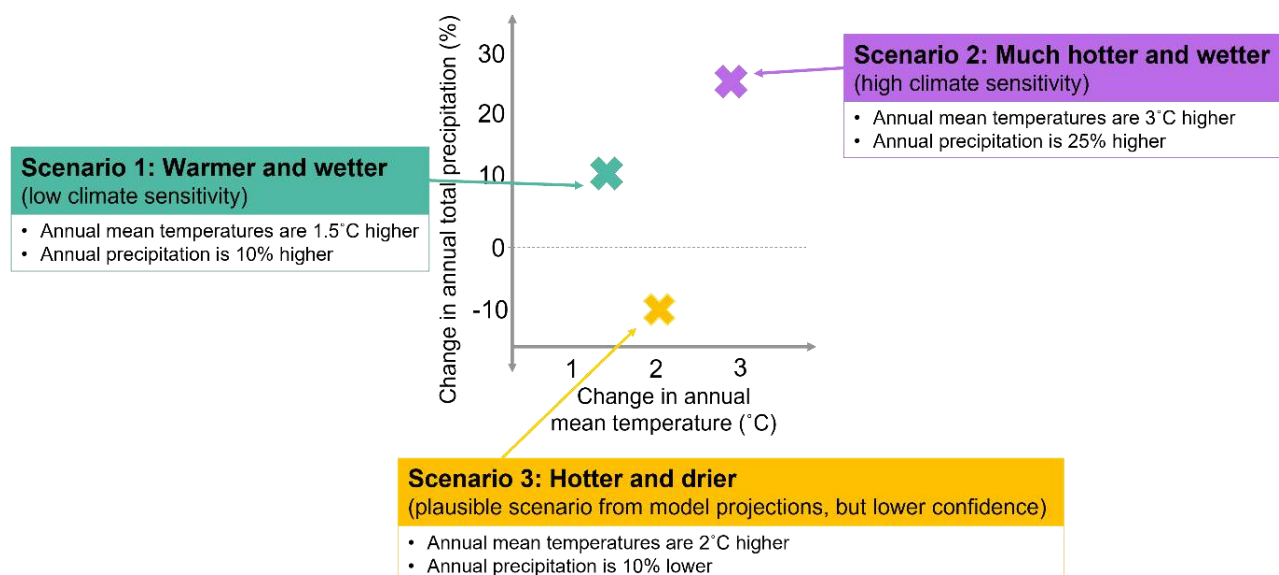 Scenario 1: Warmer and wetter
(low climate sensitivity)
• Annual mean temperatures are 1.5˚C higher
• Annual precipitation is 10% higher
Change in annual total precipitation (%)
30
20
10
0
-10
1 2 3
Change in annual
mean temperature (˚C)
Scenario 2: Much hotter and wetter
(high climate sensitivity)
• Annual mean temperatures are 3˚C higher
• Annual precipitation is 25% higher
Scenario 3: Hotter and drier
(plausible scenario from model projections, but lower confidence)
• Annual mean temperatures are 2˚C higher
• Annual precipitation is 10% lower